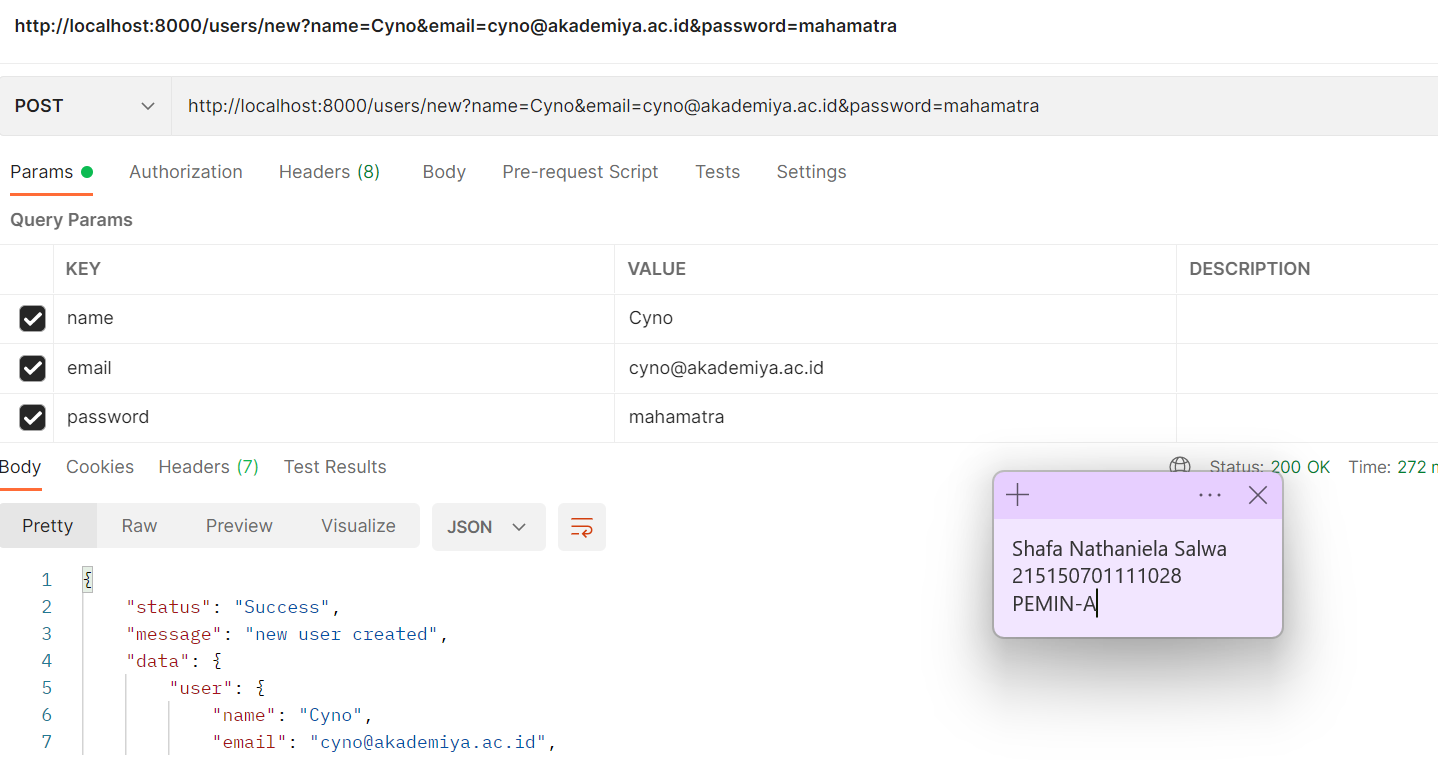 http://localhost:8000/users/new?name=Cyno&email=cyno@akademiya.ac.id&password=mahamatra
POST http://localhost:8000/users/new?name=Cyno&email=cyno@akademiya.ac.id&password=mahamatra
Params Authorization Headers (8) Body Pre-request Script Tests Settings
Query Params
KEY VALUE DESCRIPTION
name Cyno
email cyno@akademiya.ac.id
password mahamatra
Body Cookies Headers (7) Test Results Status: 200 OK Time: 272 m
Pretty Raw Preview Visualize JSON
Shafa Nathaniela Salwa
215150701111028
PEMIN-A
1 {
2 "status": "Success",
3 "message": "new user created",
4 "data": {
5 "user": {
6 "name": "Cyno",
7 "email": "cyno@akademiya.ac.id",